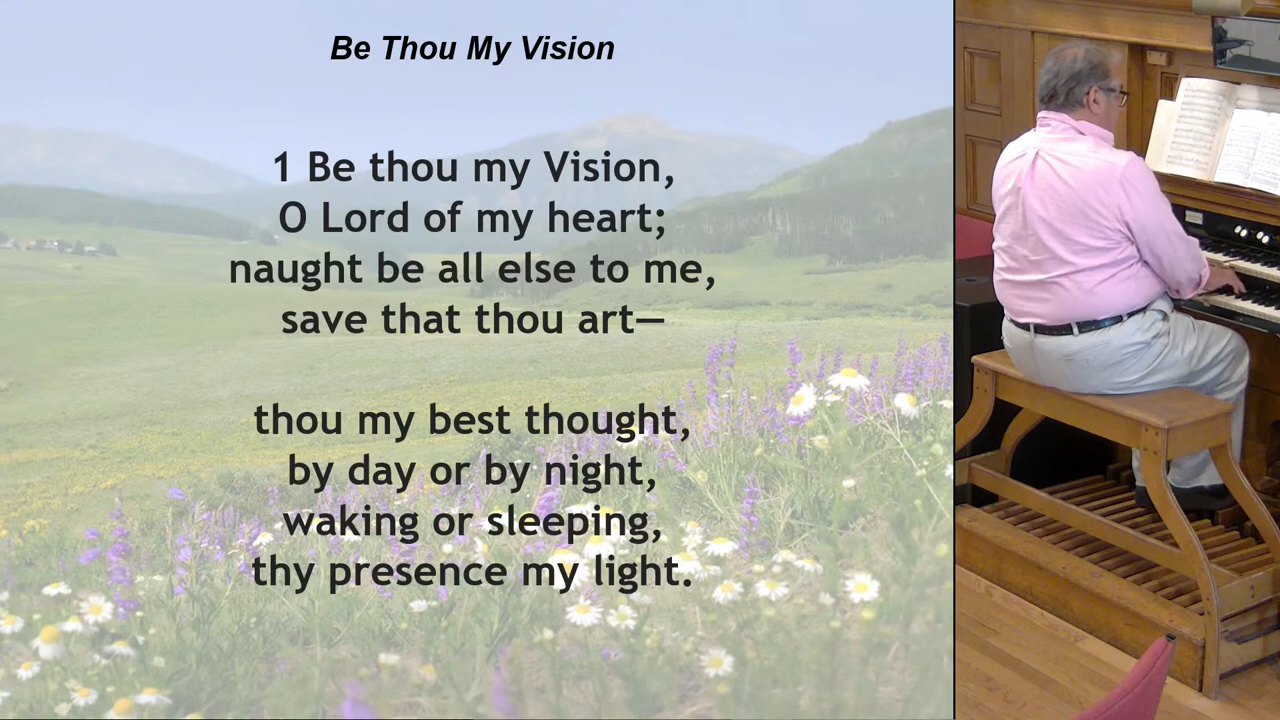 Be Thou My Vision
1 Be thou my Vision,
O Lord of my heart;
naught be all else to me,
save that thou art—
thou my best thought,
by day or by night,
waking or sleeping,
thy presence my light.